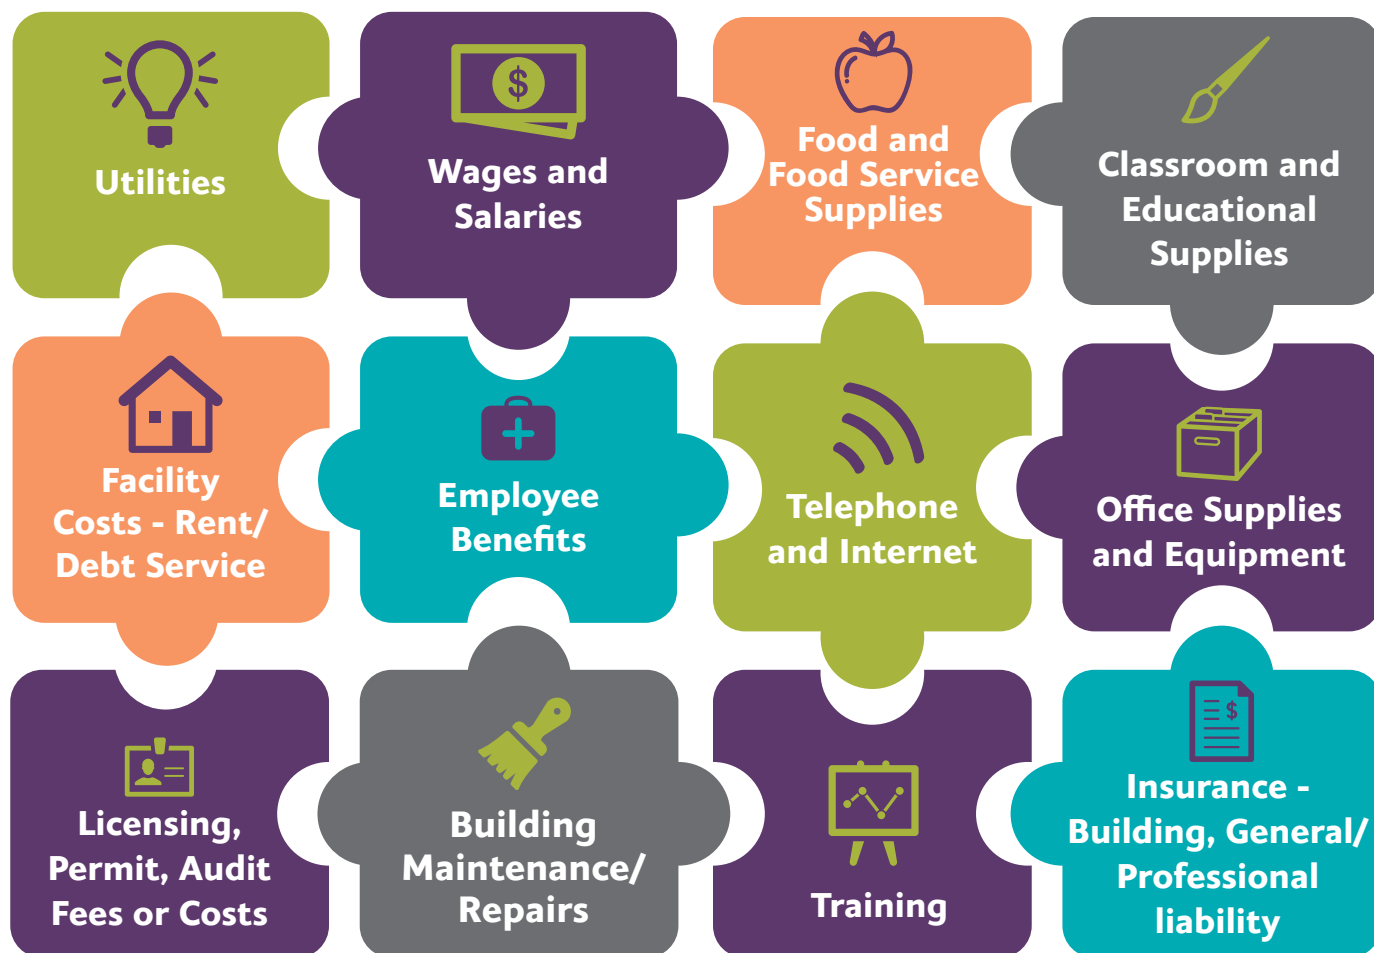 Utilities
$
Wages and
Salaries
Food and
Food Service
Supplies
Classroom and
Educational
Supplies
Facility
Costs - Rent/
Debt Service
Employee
Benefits
Telephone
and Internet
Office Supplies
and Equipment
Licensing,
Permit, Audit
Fees or Costs
Building
Maintenance/
Repairs
Training
$
Insurance -
Building, General/
Professional
liability